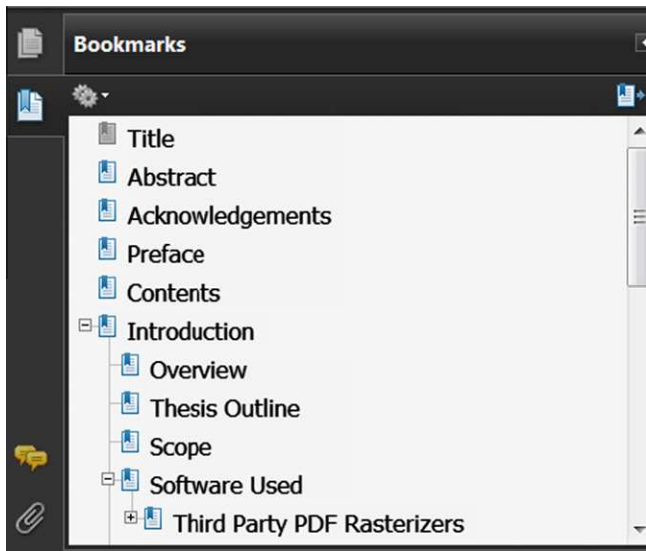 Bookmarks
Title
Abstract
Acknowledgements
Preface
Contents
Introduction
Overview
Thesis Outline
Scope
Software Used
Third Party PDF Rasterizers